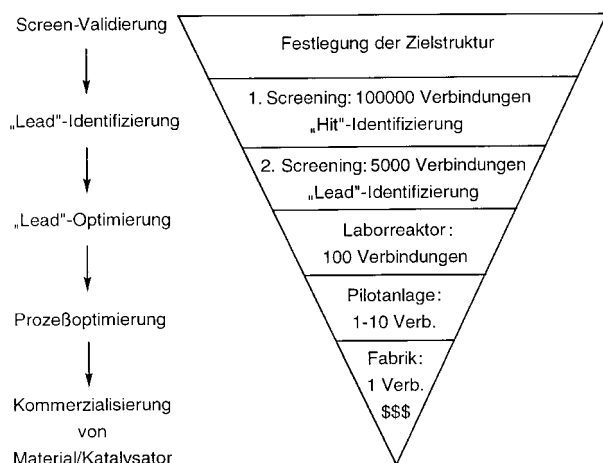 Screen-Validierung
„Lead"-Identifizierung
„Lead"-Optimierung
Prozeßoptimierung
Kommerzialisierung
von
Material/Katalysator
Festlegung der Zielstruktur
1. Screening: 100000 Verbindungen
„Hit"-Identifizierung
2. Screening: 5000 Verbindungen
„Lead"-Identifizierung
Laborreaktor:
100 Verbindungen
Pilotanlage:
1-10 Verb.
Fabrik:
1 Verb.
$$$